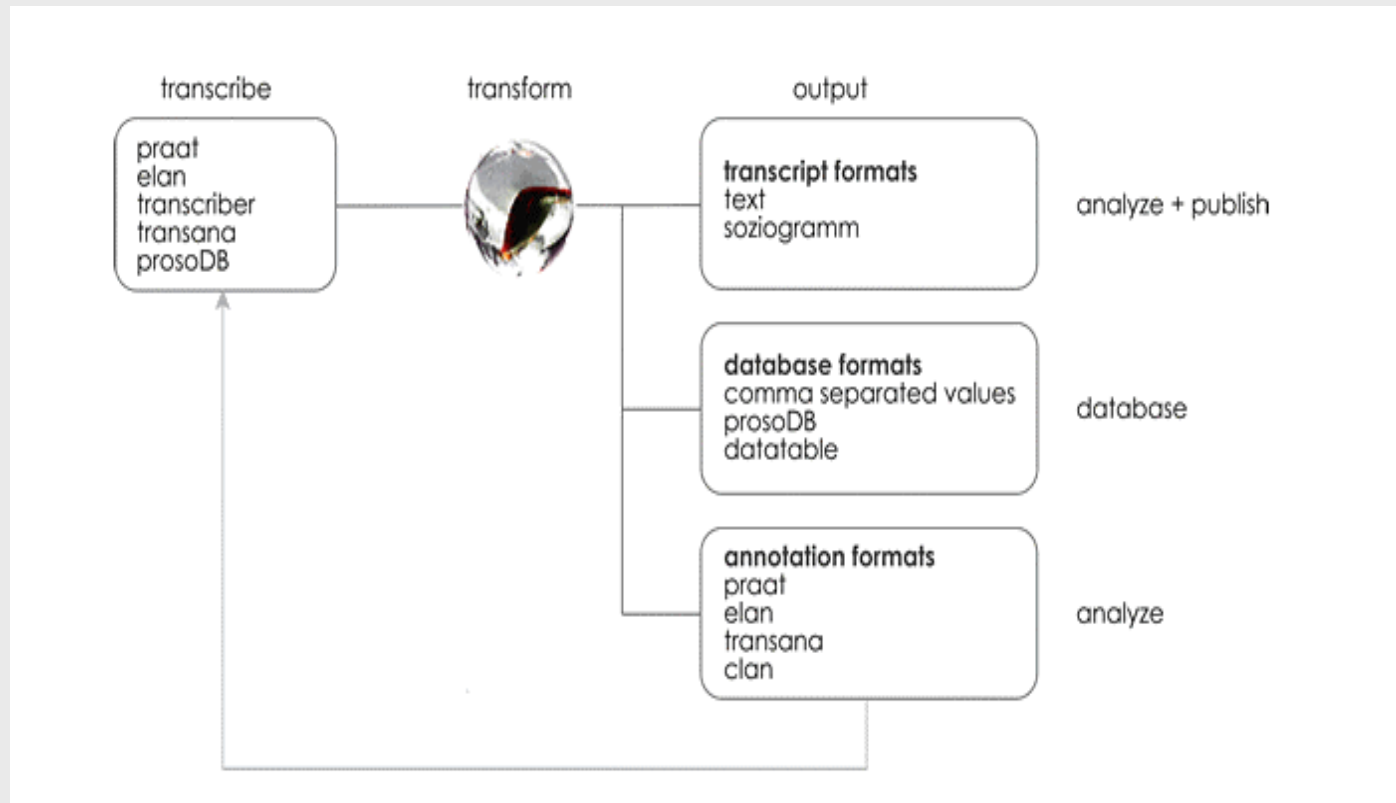 transcribe
transform
output
praat
elan
transcriber
transana
prosoDB
transcript formats
text
soziogramm
analyze + publish
database formats
comma separated values
prosoDB
datatable
database
annotation formats
praat
elan
transana
clan
analyze